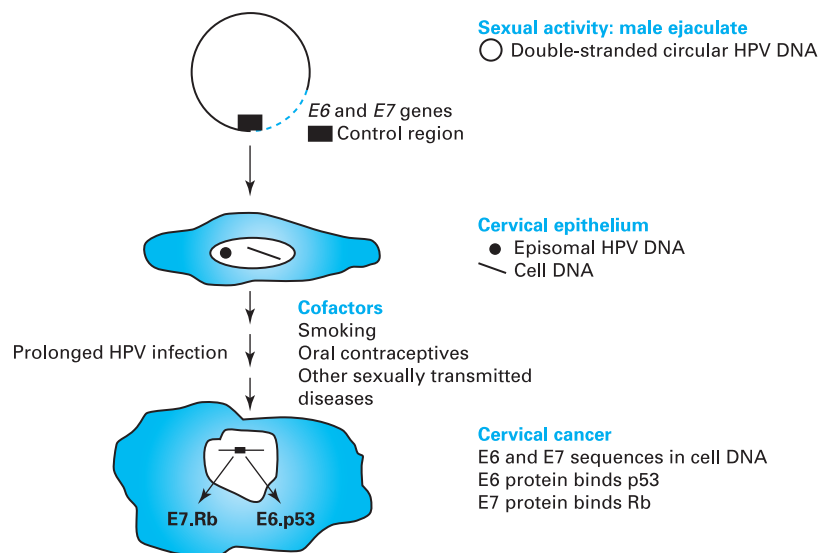 Sexual activity: male ejaculate
Double-stranded circular HPV DNA
E6 and E7 genes
Control region
Cervical epithelium
Episomal HPV DNA
Cell DNA
Cofactors
Smoking
Prolonged HPV infection
Oral contraceptives
Other sexually transmitted
diseases
Cervical cancer
E6 and E7 sequences in cell DNA
E6 protein binds p53
E7 protein binds Rb
E7.Rb
E6.p53